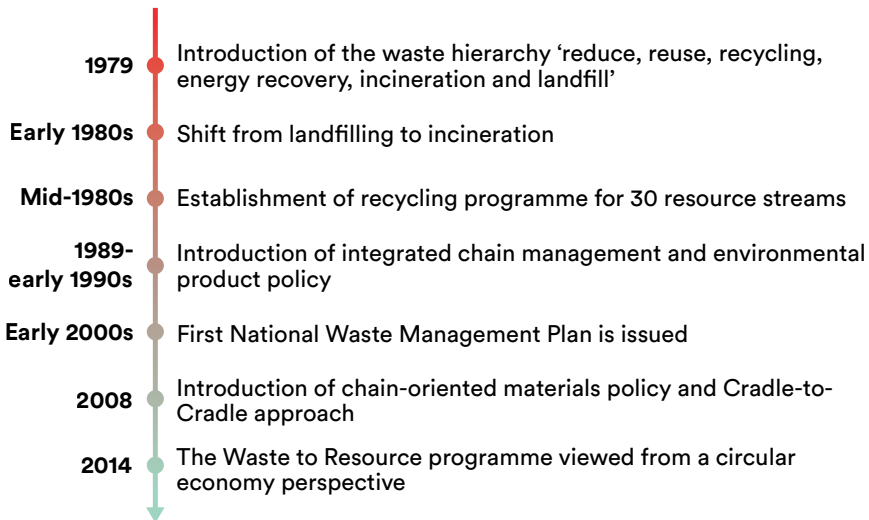 1979
Introduction of the waste hierarchy ‘reduce, reuse, recycling,
energy recovery, incineration and landfill’
Early 1980s
Shift from landfilling to incineration
Mid-1980s
Establishment of recycling programme for 30 resource streams
1989-
early 1990s
Introduction of integrated chain management and environmental
product policy
Early 2000s
First National Waste Management Plan is issued
2008
Introduction of chain-oriented materials policy and Cradle-to-
Cradle approach
2014
The Waste to Resource programme viewed from a circular
economy perspective